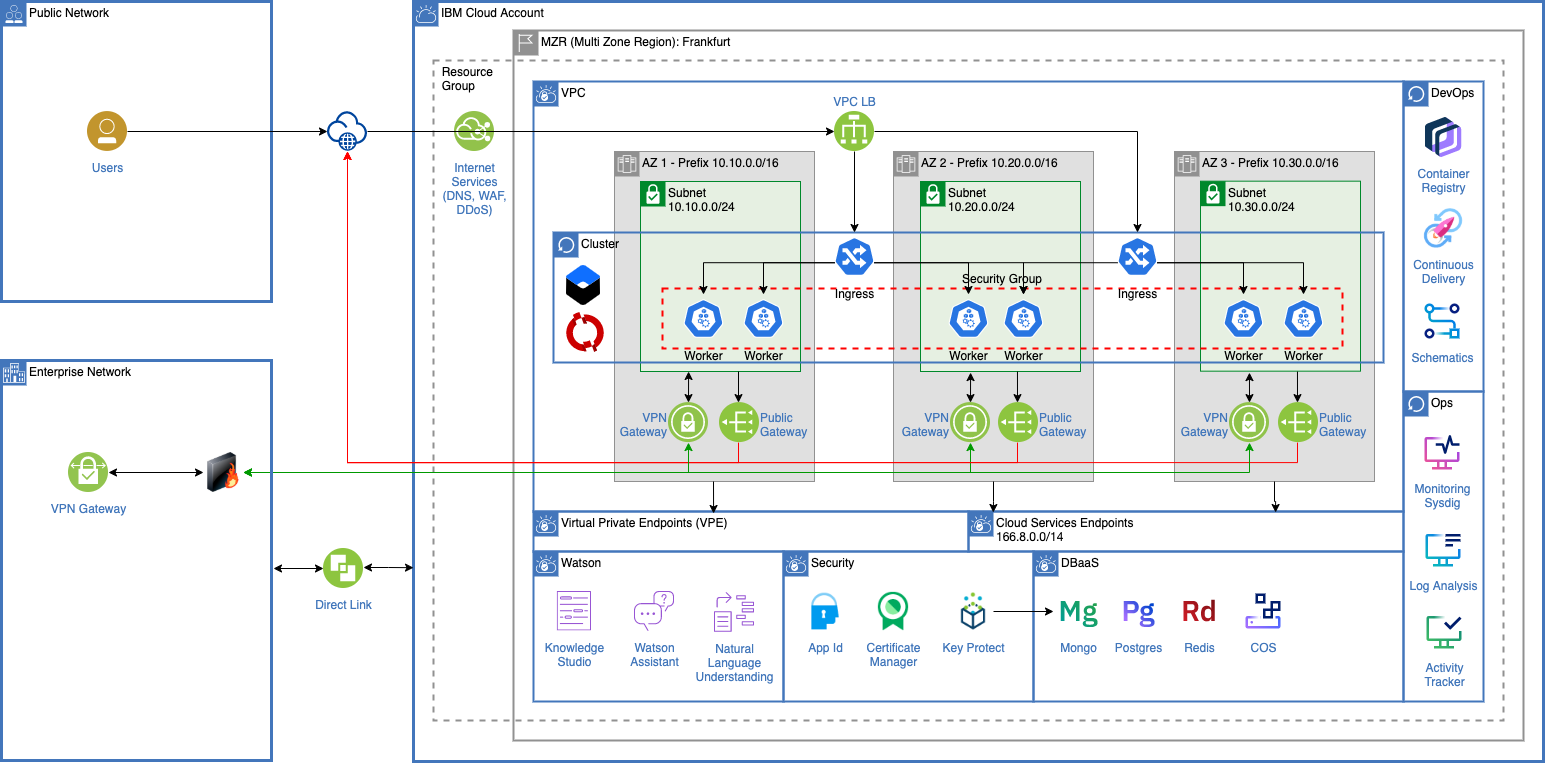 Public Network
IBM Cloud Account
MZR (Multi Zone Region): Frankfurt
Resource
Group
VPC
DevOps
VPC LB
Users
Internet
Services
(DNS, WAF,
DDoS)
AZ 1 - Prefix 10.10.0.0/16
AZ 2 - Prefix 10.20.0.0/16
AZ 3 - Prefix 10.30.0.0/16
Subnet
10.10.0.0/24
Subnet
10.20.0.0/24
Subnet
10.30.0.0/24
Container
Registry
Cluster
Continuous
Delivery
Security Group
Ingress
Ingress
Worker
Worker
Worker
Worker
Worker
Worker
Schematics
Enterprise Network
Ops
VPN
Gateway
Public
Gateway
VPN
Gateway
Public
Gateway
VPN
Gateway
Public
Gateway
VPN Gateway
Monitoring
Sysdig
Virtual Private Endpoints (VPE)
Cloud Services Endpoints
166.8.0.0/14
Watson
Security
DBaaS
Log Analysis
Direct Link
Mg
Pg
Rd
Knowledge
Studio
Watson
Assistant
Natural
Language
Understanding
App Id
Certificate
Manager
Key Protect
Mongo
Postgres
Redis
COS
Activity
Tracker